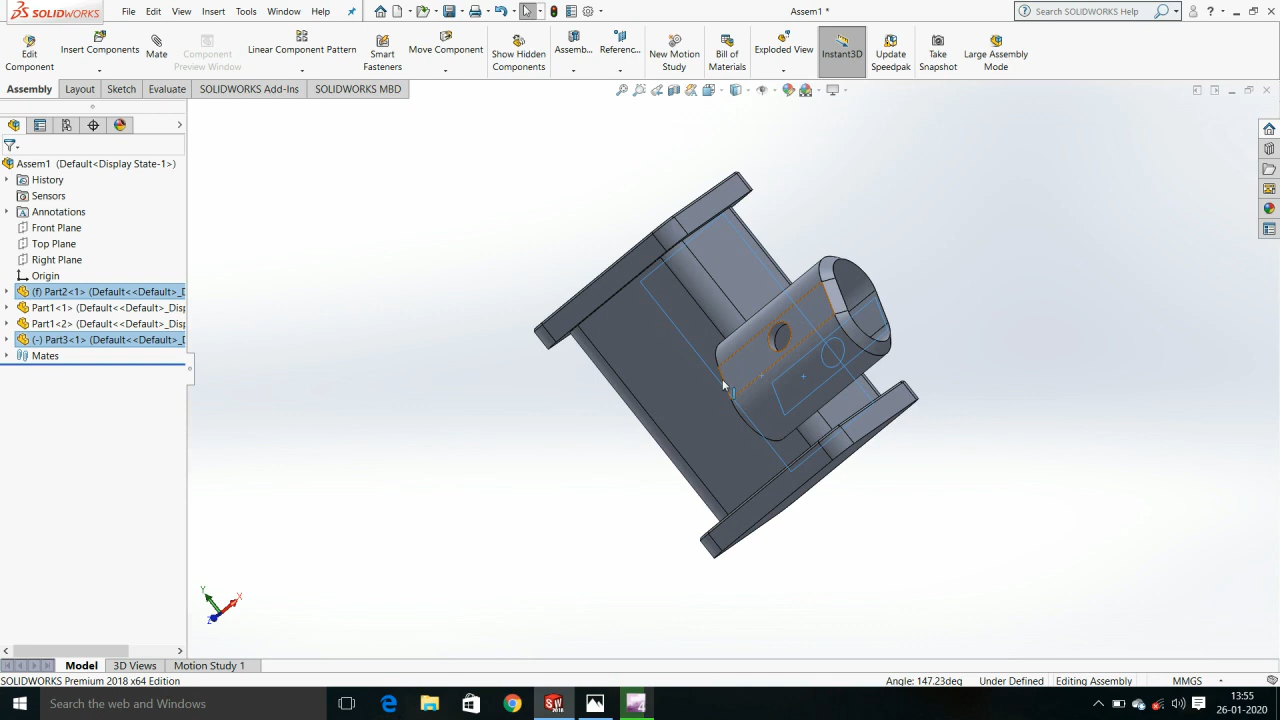 SOLIDWORKS
File Edit View Insert Tools Window Help
Assem1 *
Search SOLIDWORKS Help
Edit Component
Insert Components
Mate
Component Preview Window
Linear Component Pattern
Smart Fasteners
Move Component
Show Hidden Components
Assemb...
Referenc...
New Motion Study
Bill of Materials
Exploded View
Instant3D
Update Speedpak
Take Snapshot
Large Assembly Mode
Assembly Layout Sketch Evaluate SOLIDWORKS Add-Ins SOLIDWORKS MBD
Assem1 (Default<Display State-1>)
History
Sensors
Annotations
Front Plane
Top Plane
Right Plane
Origin
(f) Part2<1> (Default<<Default>_D
Part1<1> (Default<<Default>_Disp
Part1<2> (Default<<Default>_Disp
(-) Part3<1> (Default<<Default>_D
Mates
Y
X
Z
Model 3D Views Motion Study 1
SOLIDWORKS Premium 2018 x64 Edition
Angle: 147.23deg Under Defined Editing Assembly MMGS
Search the web and Windows
13:55
26-01-2020